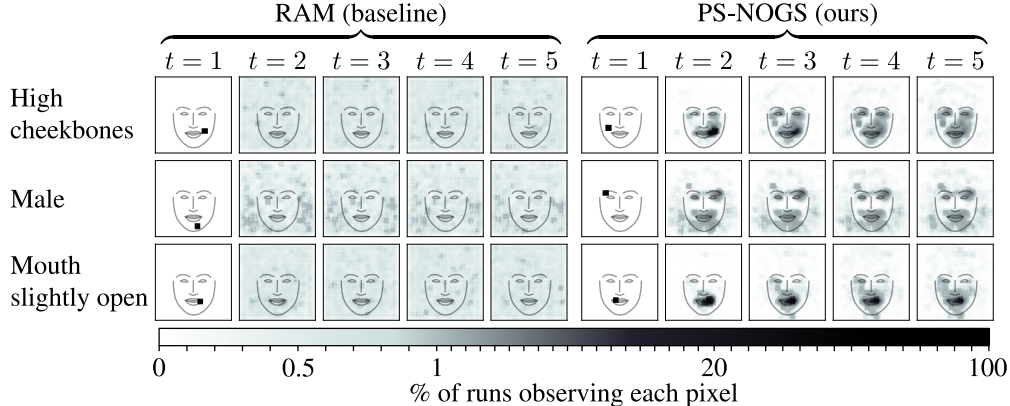 RAM (baseline) PS-NOGS (ours)
t = 1 t = 2 t = 3 t = 4 t = 5 t = 1 t = 2 t = 3 t = 4 t = 5
High
cheekbones
Male
Mouth
slightly open
0 0.5 1 20 100
% of runs observing each pixel